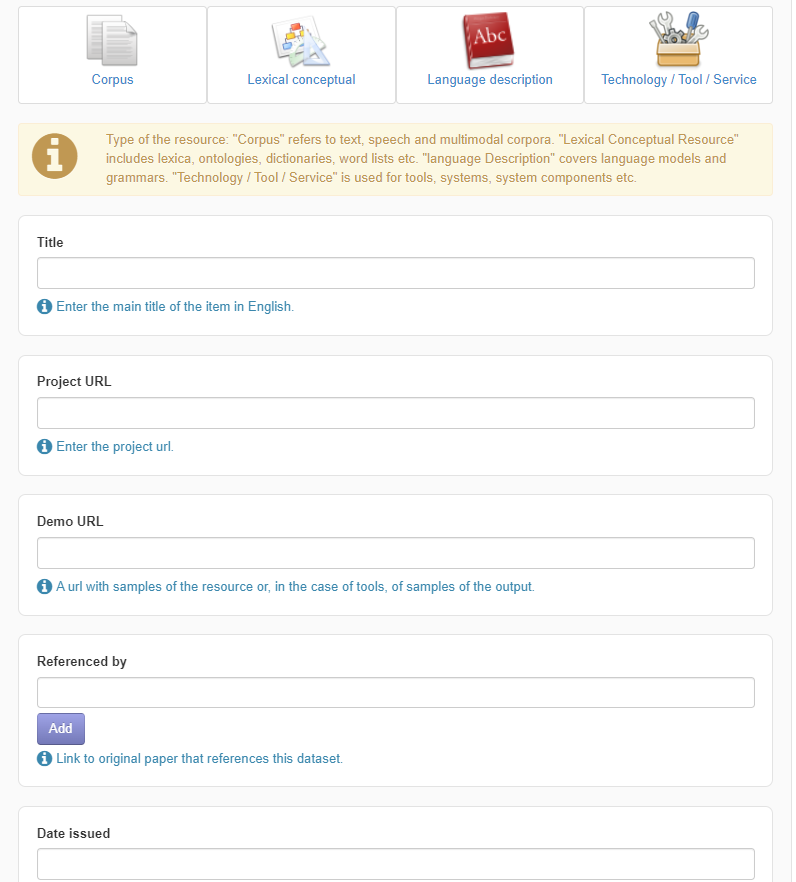 Corpus
Lexical conceptual
Abc
Language description
Technology / Tool / Service
Type of the resource: "Corpus" refers to text, speech and multimodal corpora. "Lexical Conceptual Resource"
includes lexica, ontologies, dictionaries, word lists etc. "language Description" covers language models and
grammars. "Technology / Tool / Service" is used for tools, systems, system components etc.
Title
Enter the main title of the item in English.
Project URL
Enter the project url.
Demo URL
A url with samples of the resource or, in the case of tools, of samples of the output.
Referenced by
Add
Link to original paper that references this dataset.
Date issued